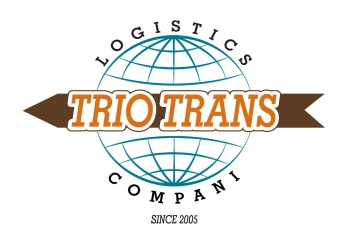 LOGISTICS
TRIO TRANS
COMPANI
SINCE 2005